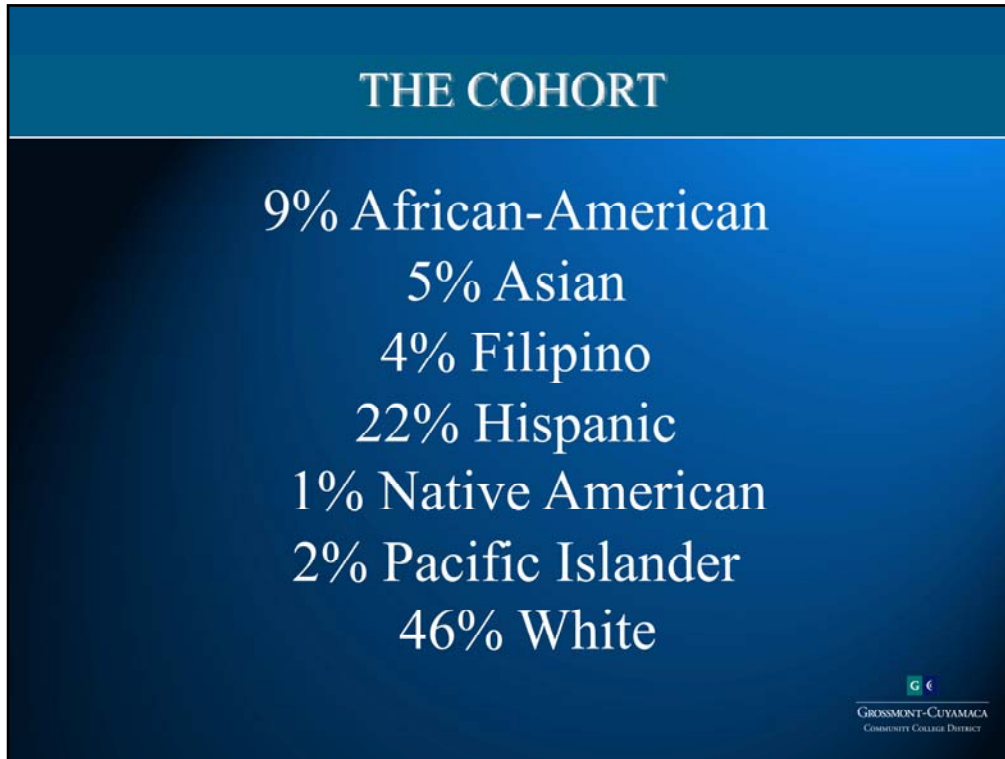 THE COHORT
9% African-American
5% Asian
4% Filipino
22% Hispanic
1% Native American
2% Pacific Islander
46% White
G C
GROSSMONT-CUYAMACA
COMMUNITY COLLEGE DISTRICT